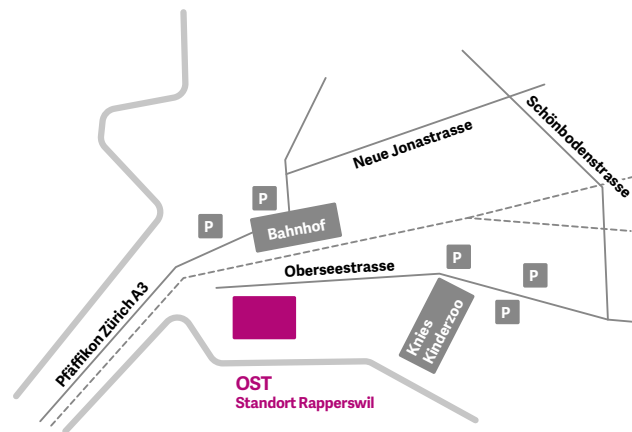 Schönbodenstrasse
Neue Jonastrasse
P
P
Bahnhof
P
Oberseestrasse
P
P
Pfäffikon Zürich A3
Knies
Kinderzoo
OST
Standort Rapperswil